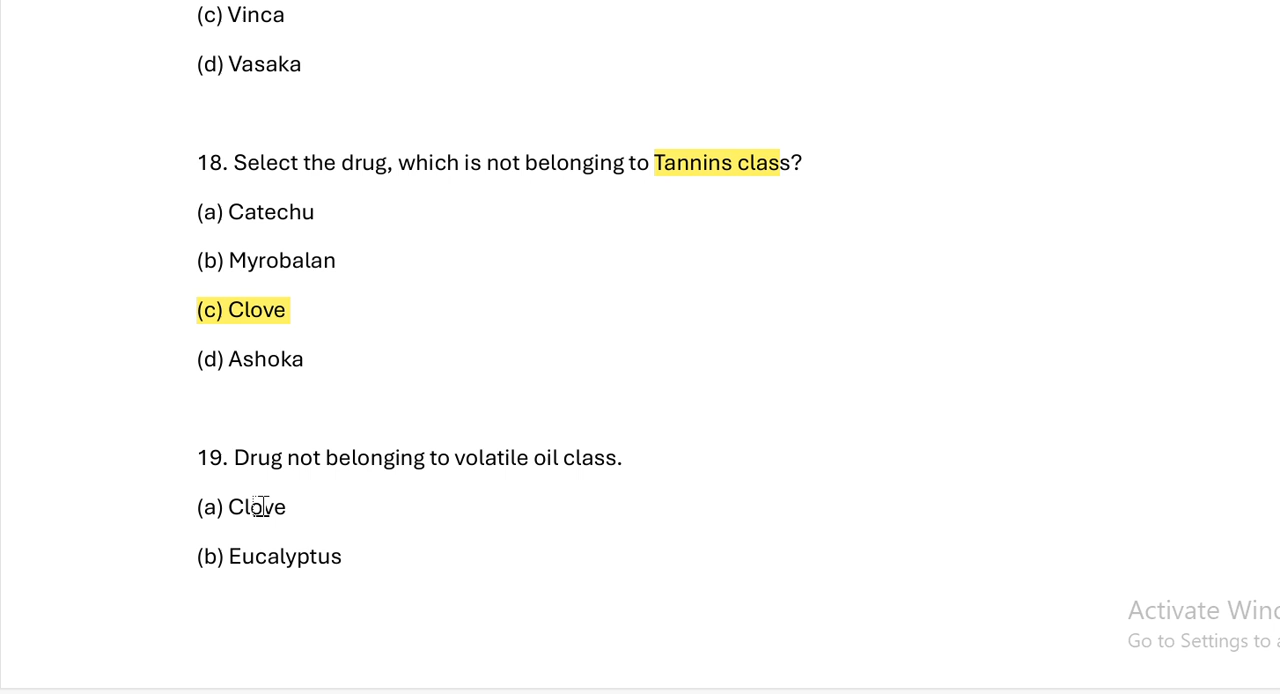 (c) Vinca
(d) Vasaka
18. Select the drug, which is not belonging to Tannins class?
(a) Catechu
(b) Myrobalan
(c) Clove
(d) Ashoka
19. Drug not belonging to volatile oil class.
(a) Clove
(b) Eucalyptus
Activate Wind
Go to Settings to a